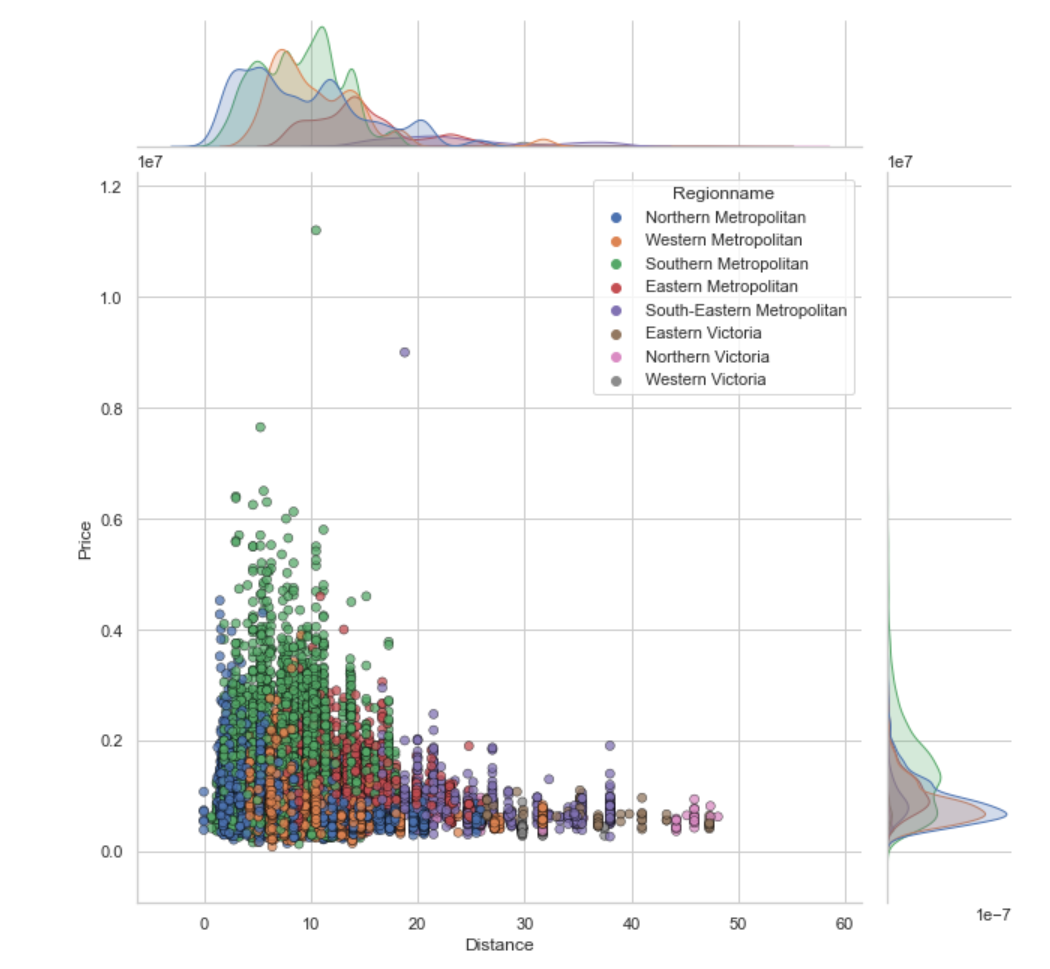 1e7
1e7
1.2
1.0
0.8
0.6
0.4
0.2
0.0
Price
Regionname
Northern Metropolitan
Western Metropolitan
Southern Metropolitan
Eastern Metropolitan
South-Eastern Metropolitan
Eastern Victoria
Northern Victoria
Western Victoria
0 10 20 30 40 50 60
Distance
1e−7